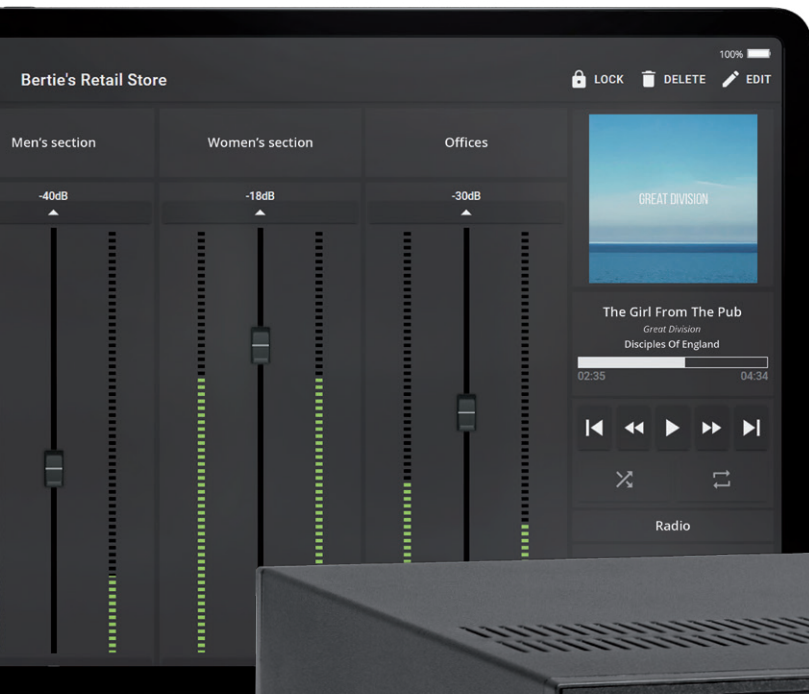 100%
Bertie's Retail Store
LOCK
DELETE
EDIT
Men's section
Women's section
Offices
-40dB
-18dB
-30dB
GREAT DIVISION
The Girl From The Pub
Great Division
Disciples Of England
02:35
04:34
Radio